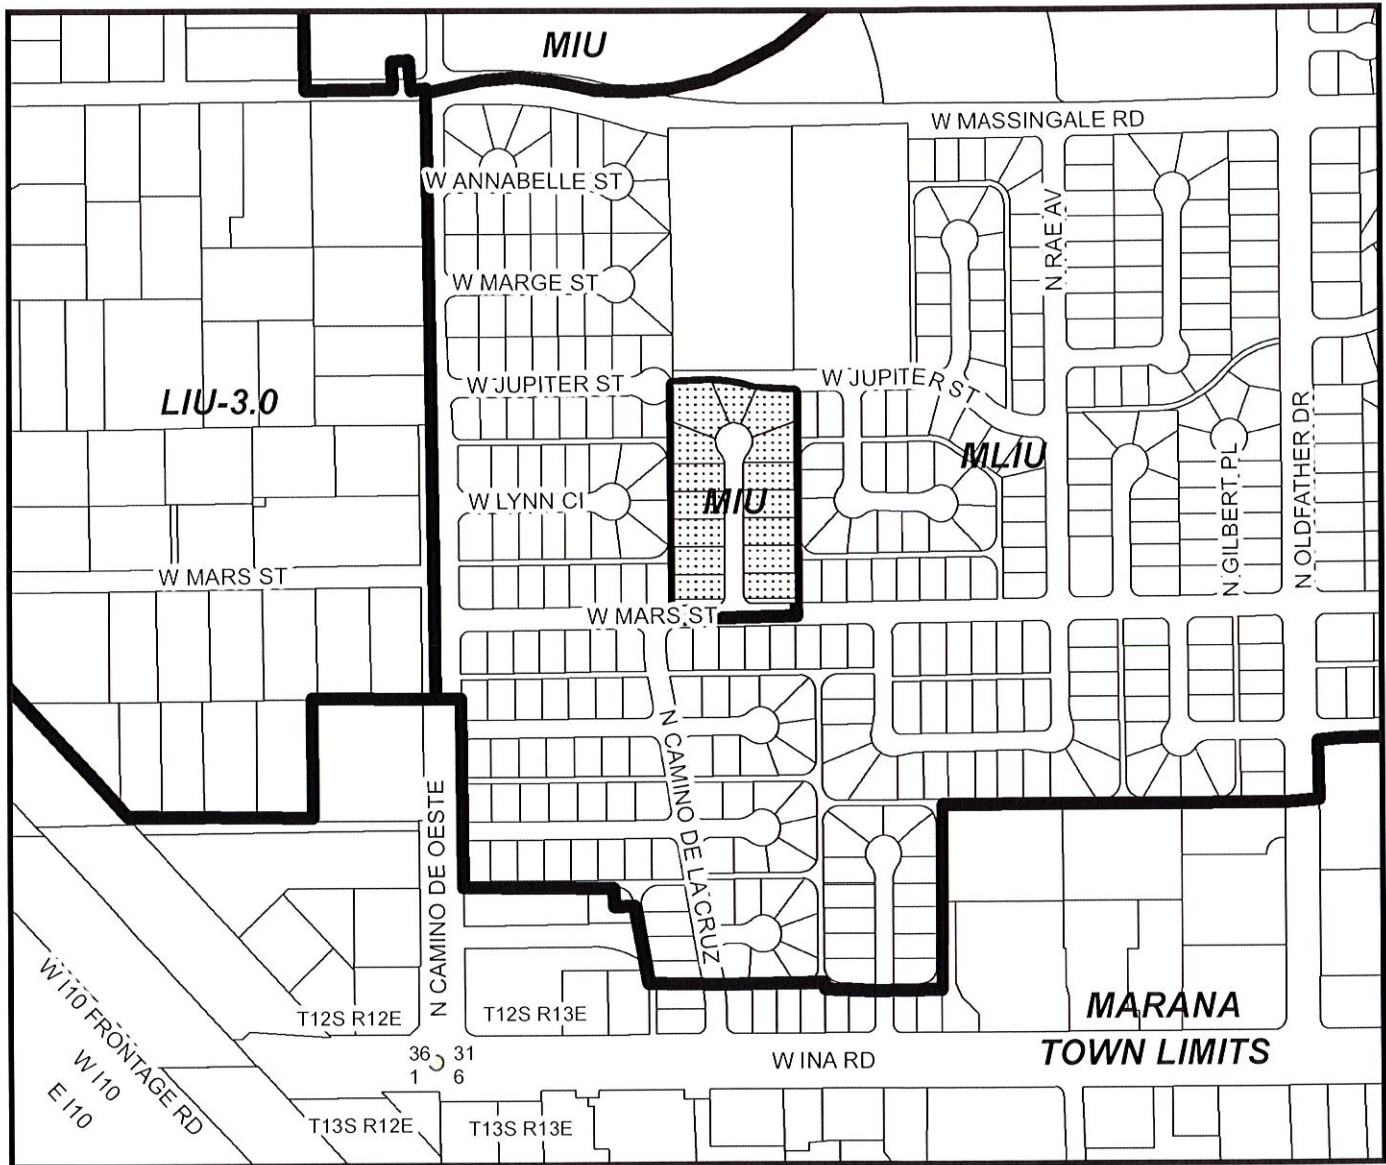 MIU
W MASSINGALE RD
W ANNABELLE ST
N RAE AV
W MARGE ST
W JUPITER ST
W JUPITER ST
LIU-3.0
N OLDFATHER DR
MLIU
N GILBERT PL
W LYNN CI
MIU
W MARS ST
W MARS ST
N CAMINO DE LA CRUZ
N CAMINO DE OESTE
W I10 FRONTAGE RD
W I10
E I10
T12S R12E
T12S R13E
MARANA
TOWN LIMITS
36 31
1 6
W INA RD
T13S R12E
T13S R13E